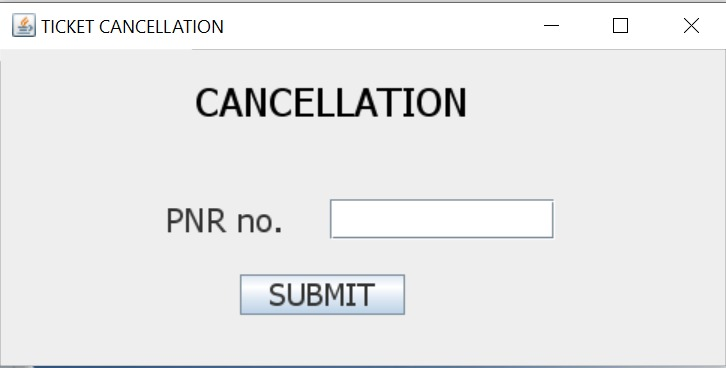 TICKET CANCELLATION
CANCELLATION
PNR no.
SUBMIT